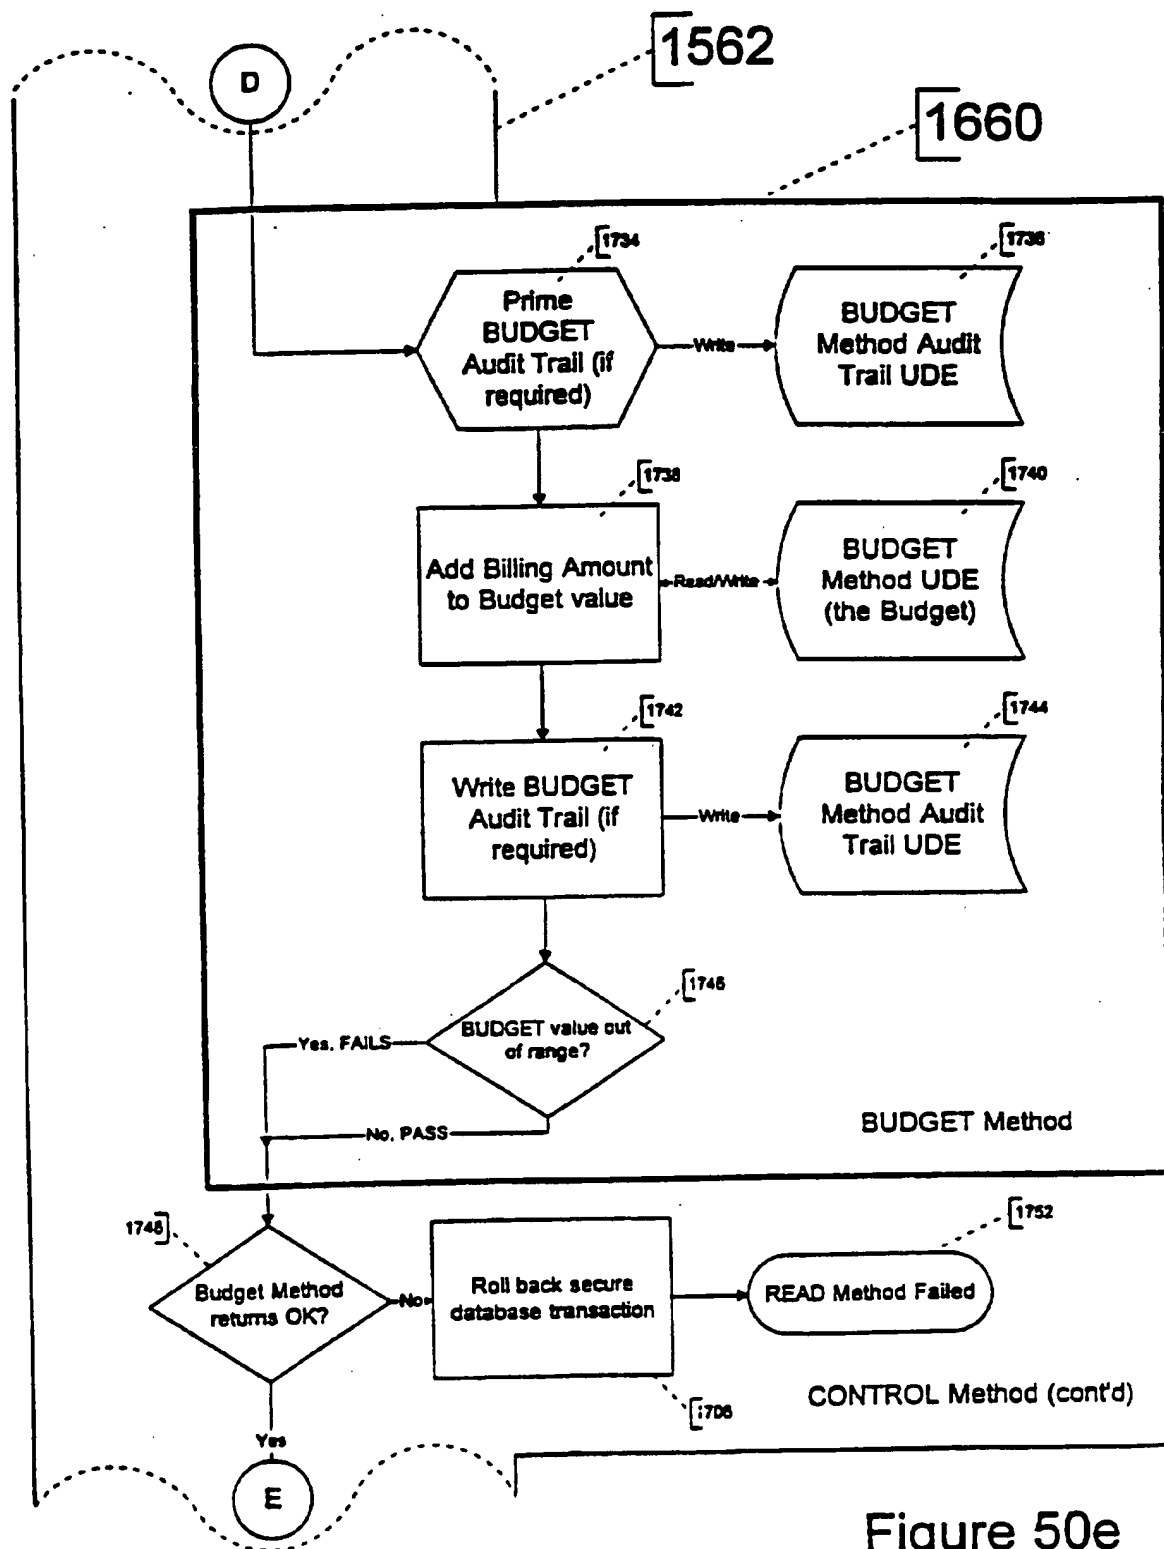 D
1562
1660
1734
Prime
BUDGET
Audit Trail (if
required)
Write
1736
BUDGET
Method Audit
Trail UDE
1738
Add Billing Amount
to Budget value
Read/Write
1740
BUDGET
Method UDE
(the Budget)
1742
Write BUDGET
Audit Trail (if
required)
Write
1744
BUDGET
Method Audit
Trail UDE
1746
BUDGET value out
of range?
Yes, FAILS
No, PASS
BUDGET Method
1748
Budget Method
returns OK?
No
Roll back secure
database transaction
1706
1752
READ Method Failed
CONTROL Method (cont'd)
Yes
E
Figure 50e